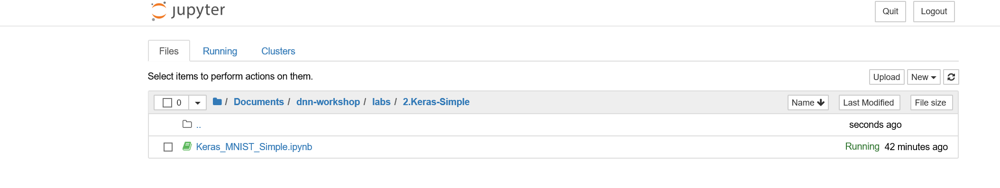 jupyter
Quit Logout
Files Running Clusters
Select items to perform actions on them.
Upload New
0 / Documents / dnn-workshop / labs / 2.Keras-Simple Name Last Modified File size
.. seconds ago
Keras_MNIST_Simple.ipynb Running 42 minutes ago